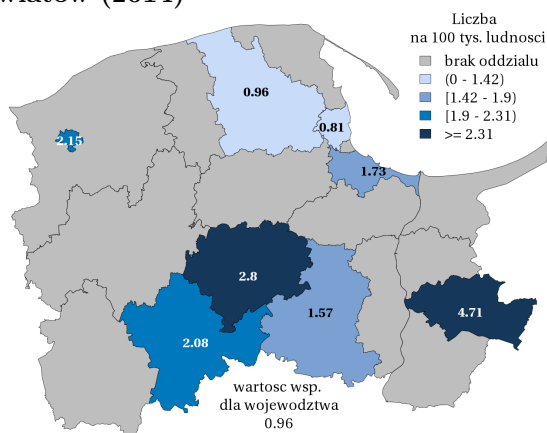 Liczba
na 100 tys. ludnosci
brak oddzialu
(0 - 1.42)
[1.42 - 1.9)
[1.9 - 2.31)
>= 2.31
0.96
0.81
2.15
1.73
2.8
1.57
4.71
2.08
wartosc wsp.
dla wojewodztwa
0.96